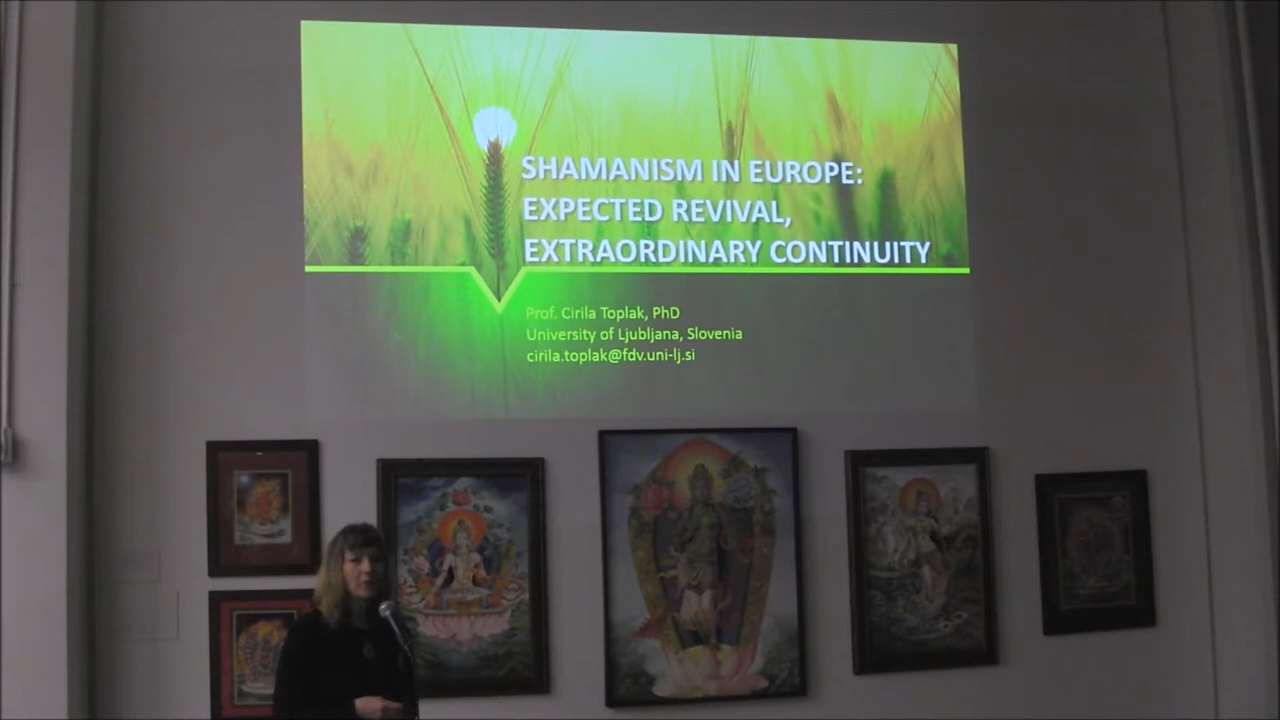 SHAMANISM IN EUROPE:
EXPECTED REVIVAL,
EXTRAORDINARY CONTINUITY
Prof. Cirila Toplak, PhD
University of Ljubljana, Slovenia
cirila.toplak@fdv.uni-lj.si